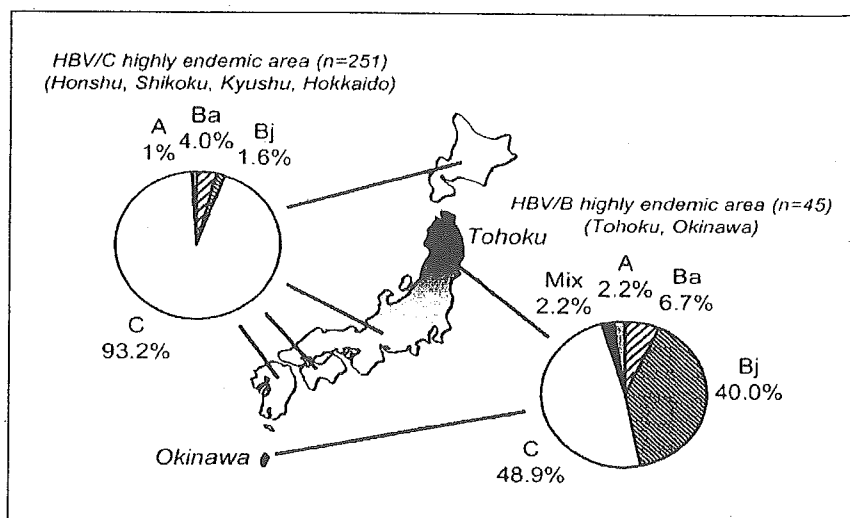 HBV/C highly endemic area (n=251)
(Honshu, Shikoku, Kyushu, Hokkaido)
A
1%
Ba
4.0%
Bj
1.6%
C
93.2%
Tohoku
HBV/B highly endemic area (n=45)
(Tohoku, Okinawa)
Mix
2.2%
A
2.2%
Ba
6.7%
Bj
40.0%
C
48.9%
Okinawa